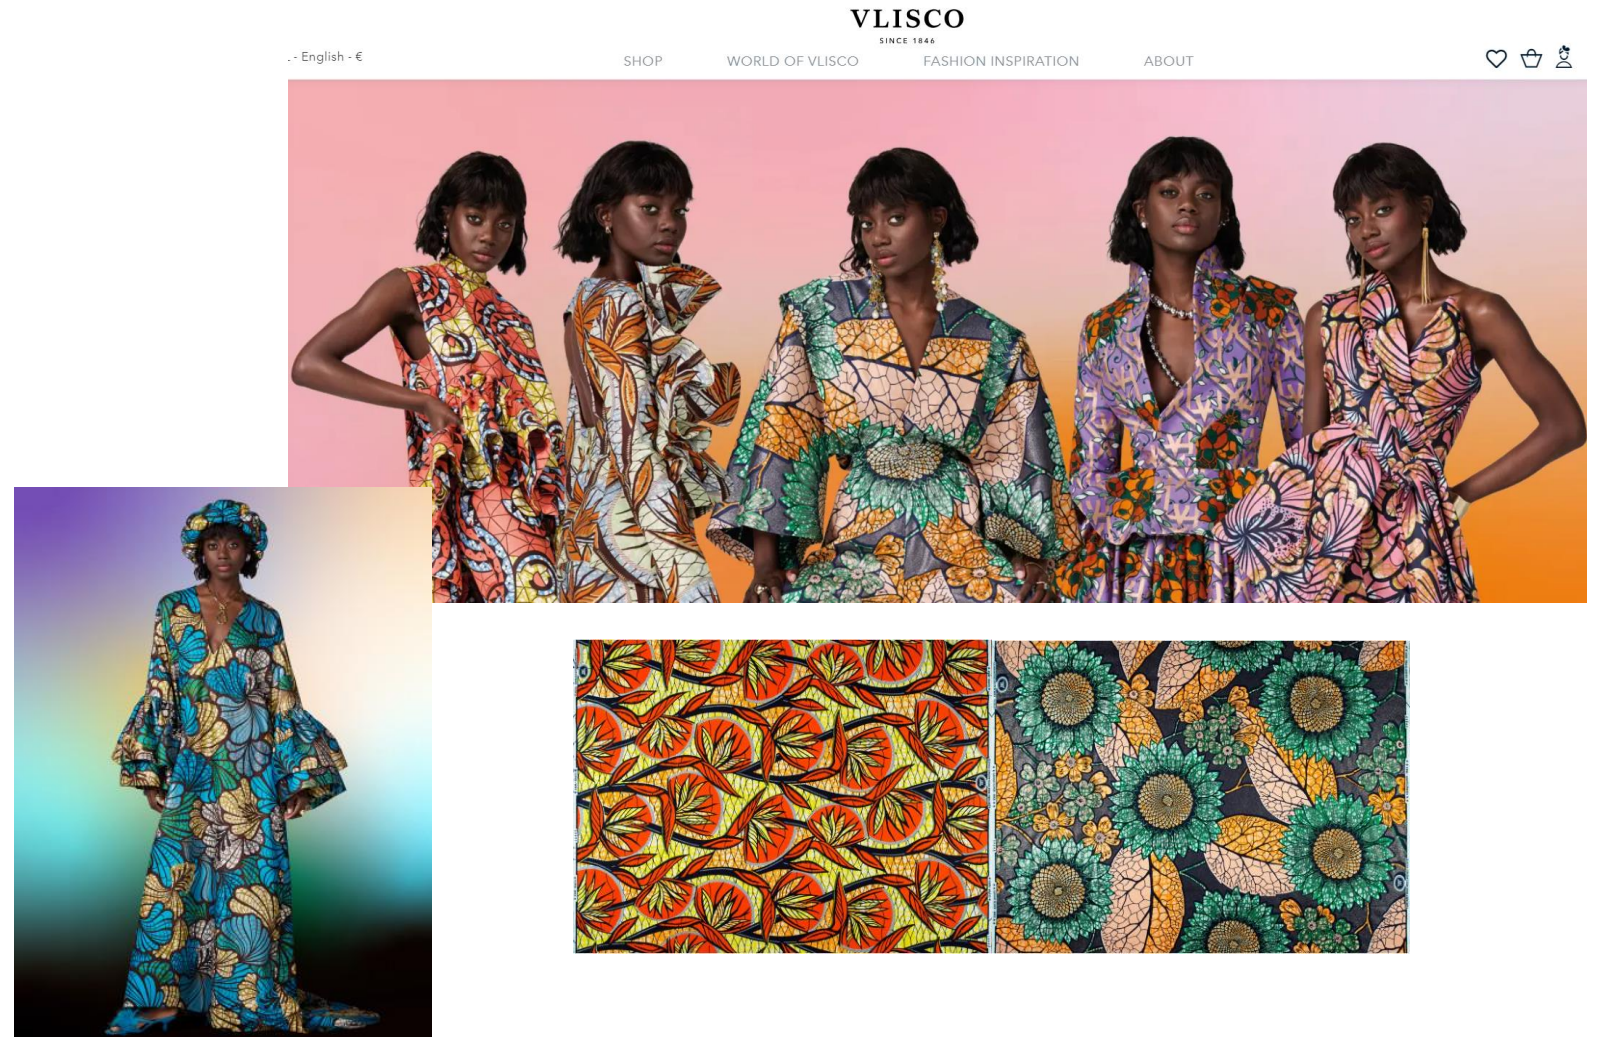 VLISCO
SINCE 1846
- English - €
SHOP WORLD OF VLISCO FASHION INSPIRATION ABOUT